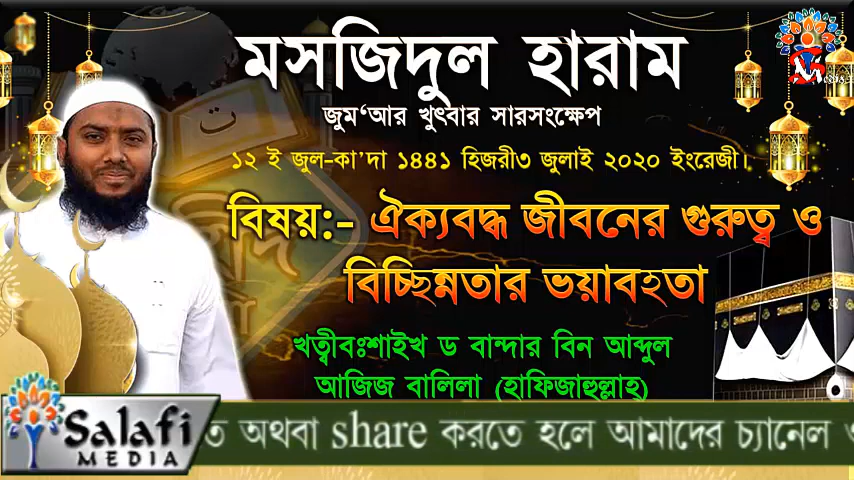 মসজিদুল হারাম
জুম‘আর খুৎবার সারসংক্ষেপ
১২ ই জুল-কা’দা ১৪৪১ হিজরী৩ জুলাই ২০২০ ইংরেজী।
বিষয়:- ঐক্যবদ্ধ জীবনের গুরুত্ব ও
বিচ্ছিন্নতার ভয়াবহতা
খত্বীবঃশাইখ ড বান্দার বিন আব্দুল
আজিজ বালিলা (হাফিজাহুল্লাহ)
ত অথবা share করতে হলে আমাদের চ্যানেল
Salafi
MEDIA